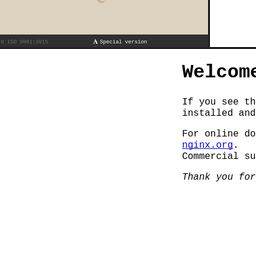 ISO 9001:2015
Special version
Welcome
If you see th
installed and
For online do
nginx.org.
Commercial su
Thank you for